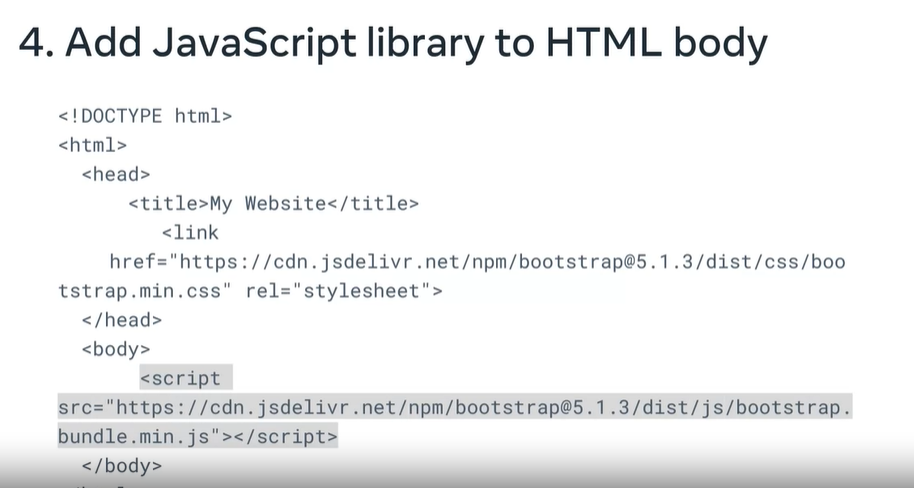 4. Add JavaScript library to HTML body
<!DOCTYPE html>
<html>
<head>
<title>My Website</title>
<link
href="https://cdn.jsdelivr.net/npm/bootstrap@5.1.3/dist/css/boo
tstrap.min.css" rel="stylesheet">
</head>
<body>
<script
src="https://cdn.jsdelivr.net/npm/bootstrap@5.1.3/dist/js/bootstrap.
bundle.min.js"></script>
</body>